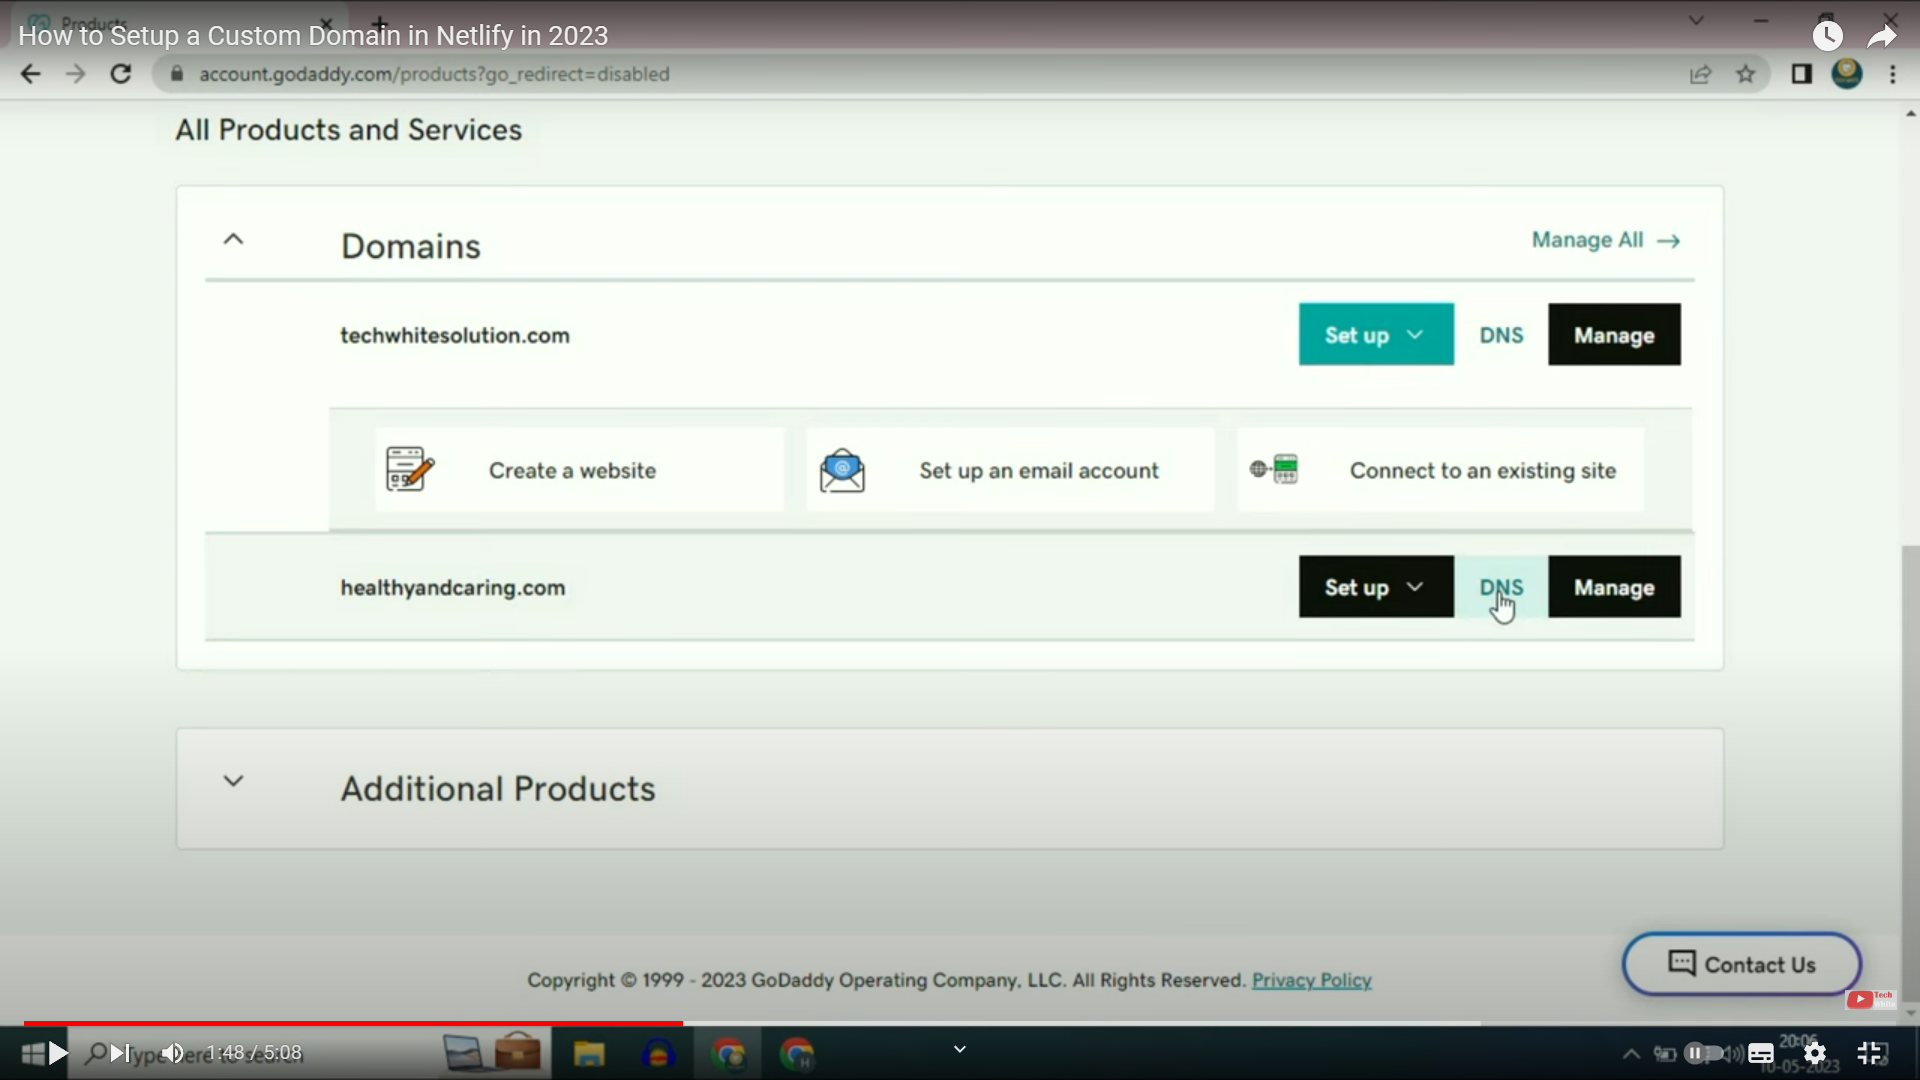 Products
How to Setup a Custom Domain in Netlify in 2023
account.godaddy.com/products?go_redirect=disabled
All Products and Services
Domains
Manage All →
techwhitesolution.com
Set up
DNS
Manage
Create a website
Set up an email account
Connect to an existing site
healthyandcaring.com
Set up
DNS
Manage
Additional Products
Contact Us
Copyright © 1999 - 2023 GoDaddy Operating Company, LLC. All Rights Reserved. Privacy Policy
Tech
Type here to search
1:48 / 5:08
20:06
10-05-2023